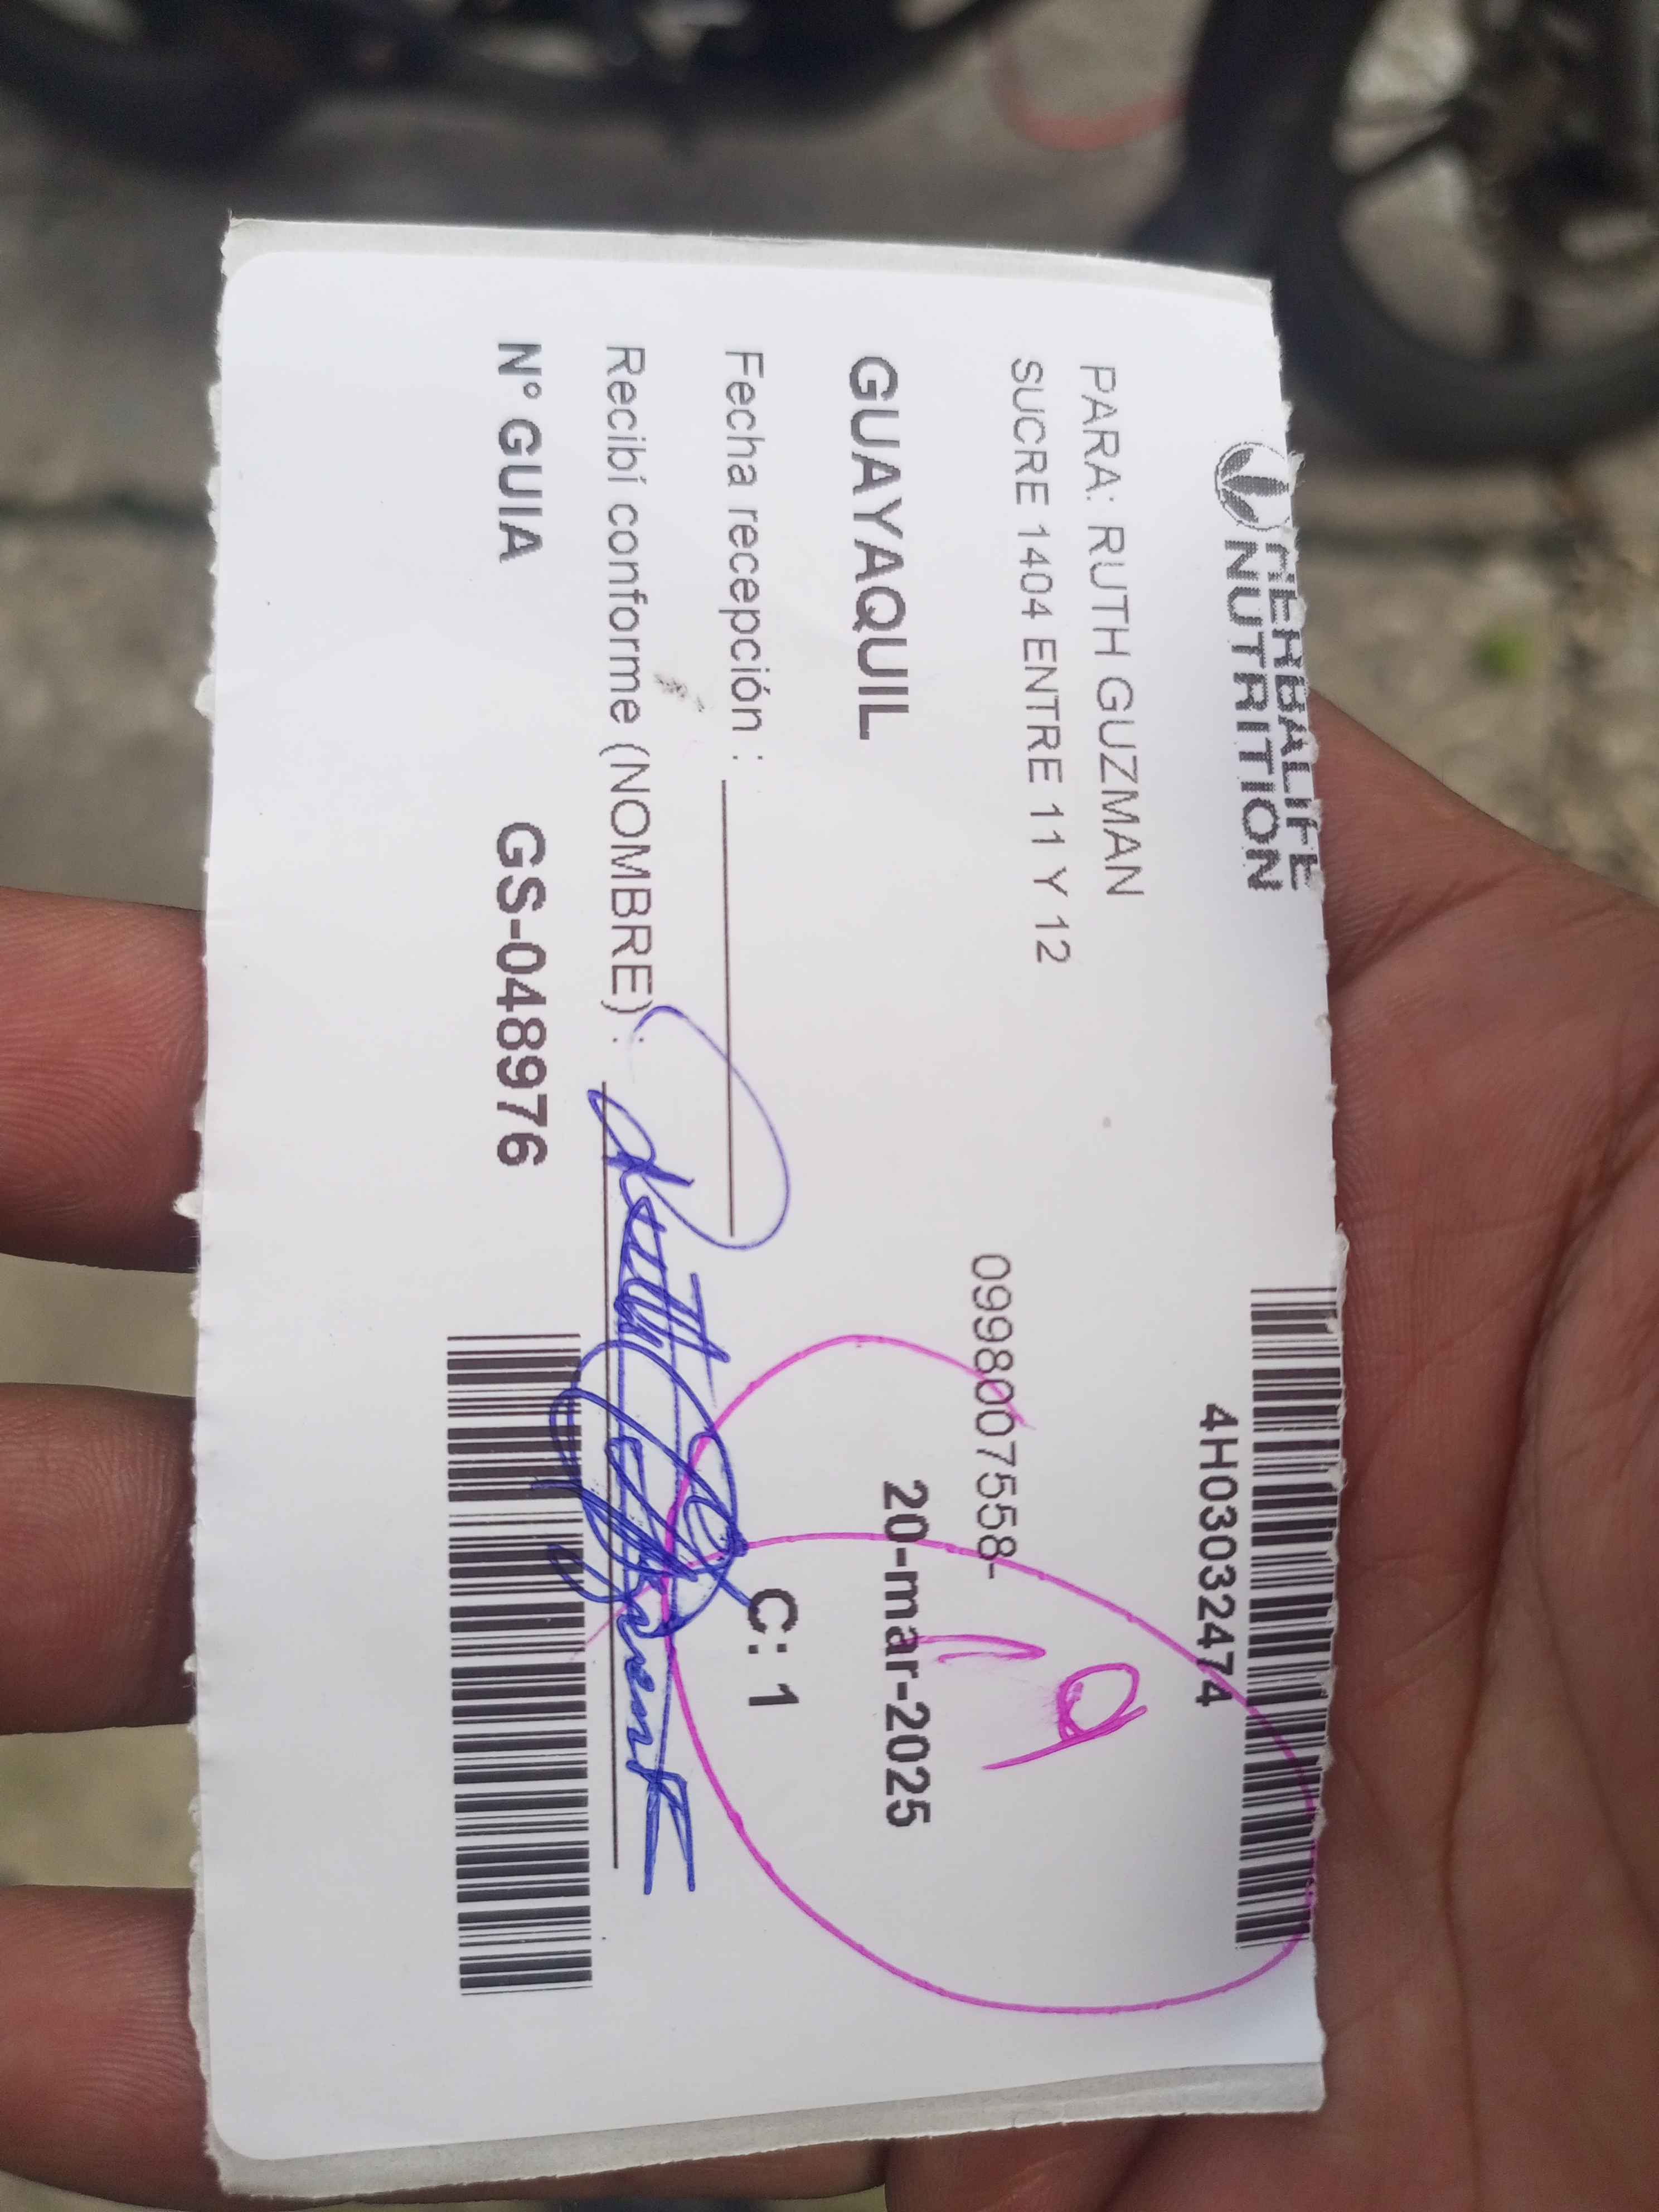 HERBALIFE
NUTRITION
4H03032474
PARA: RUTH GUZMAN
SUCRE 1404 ENTRE 11 Y 12
0998007558-
19
GUAYAQUIL
20-mar-2025
Fecha recepción :
C: 1
Recibí conforme (NOMBRE) :
N° GUIA GS-048976